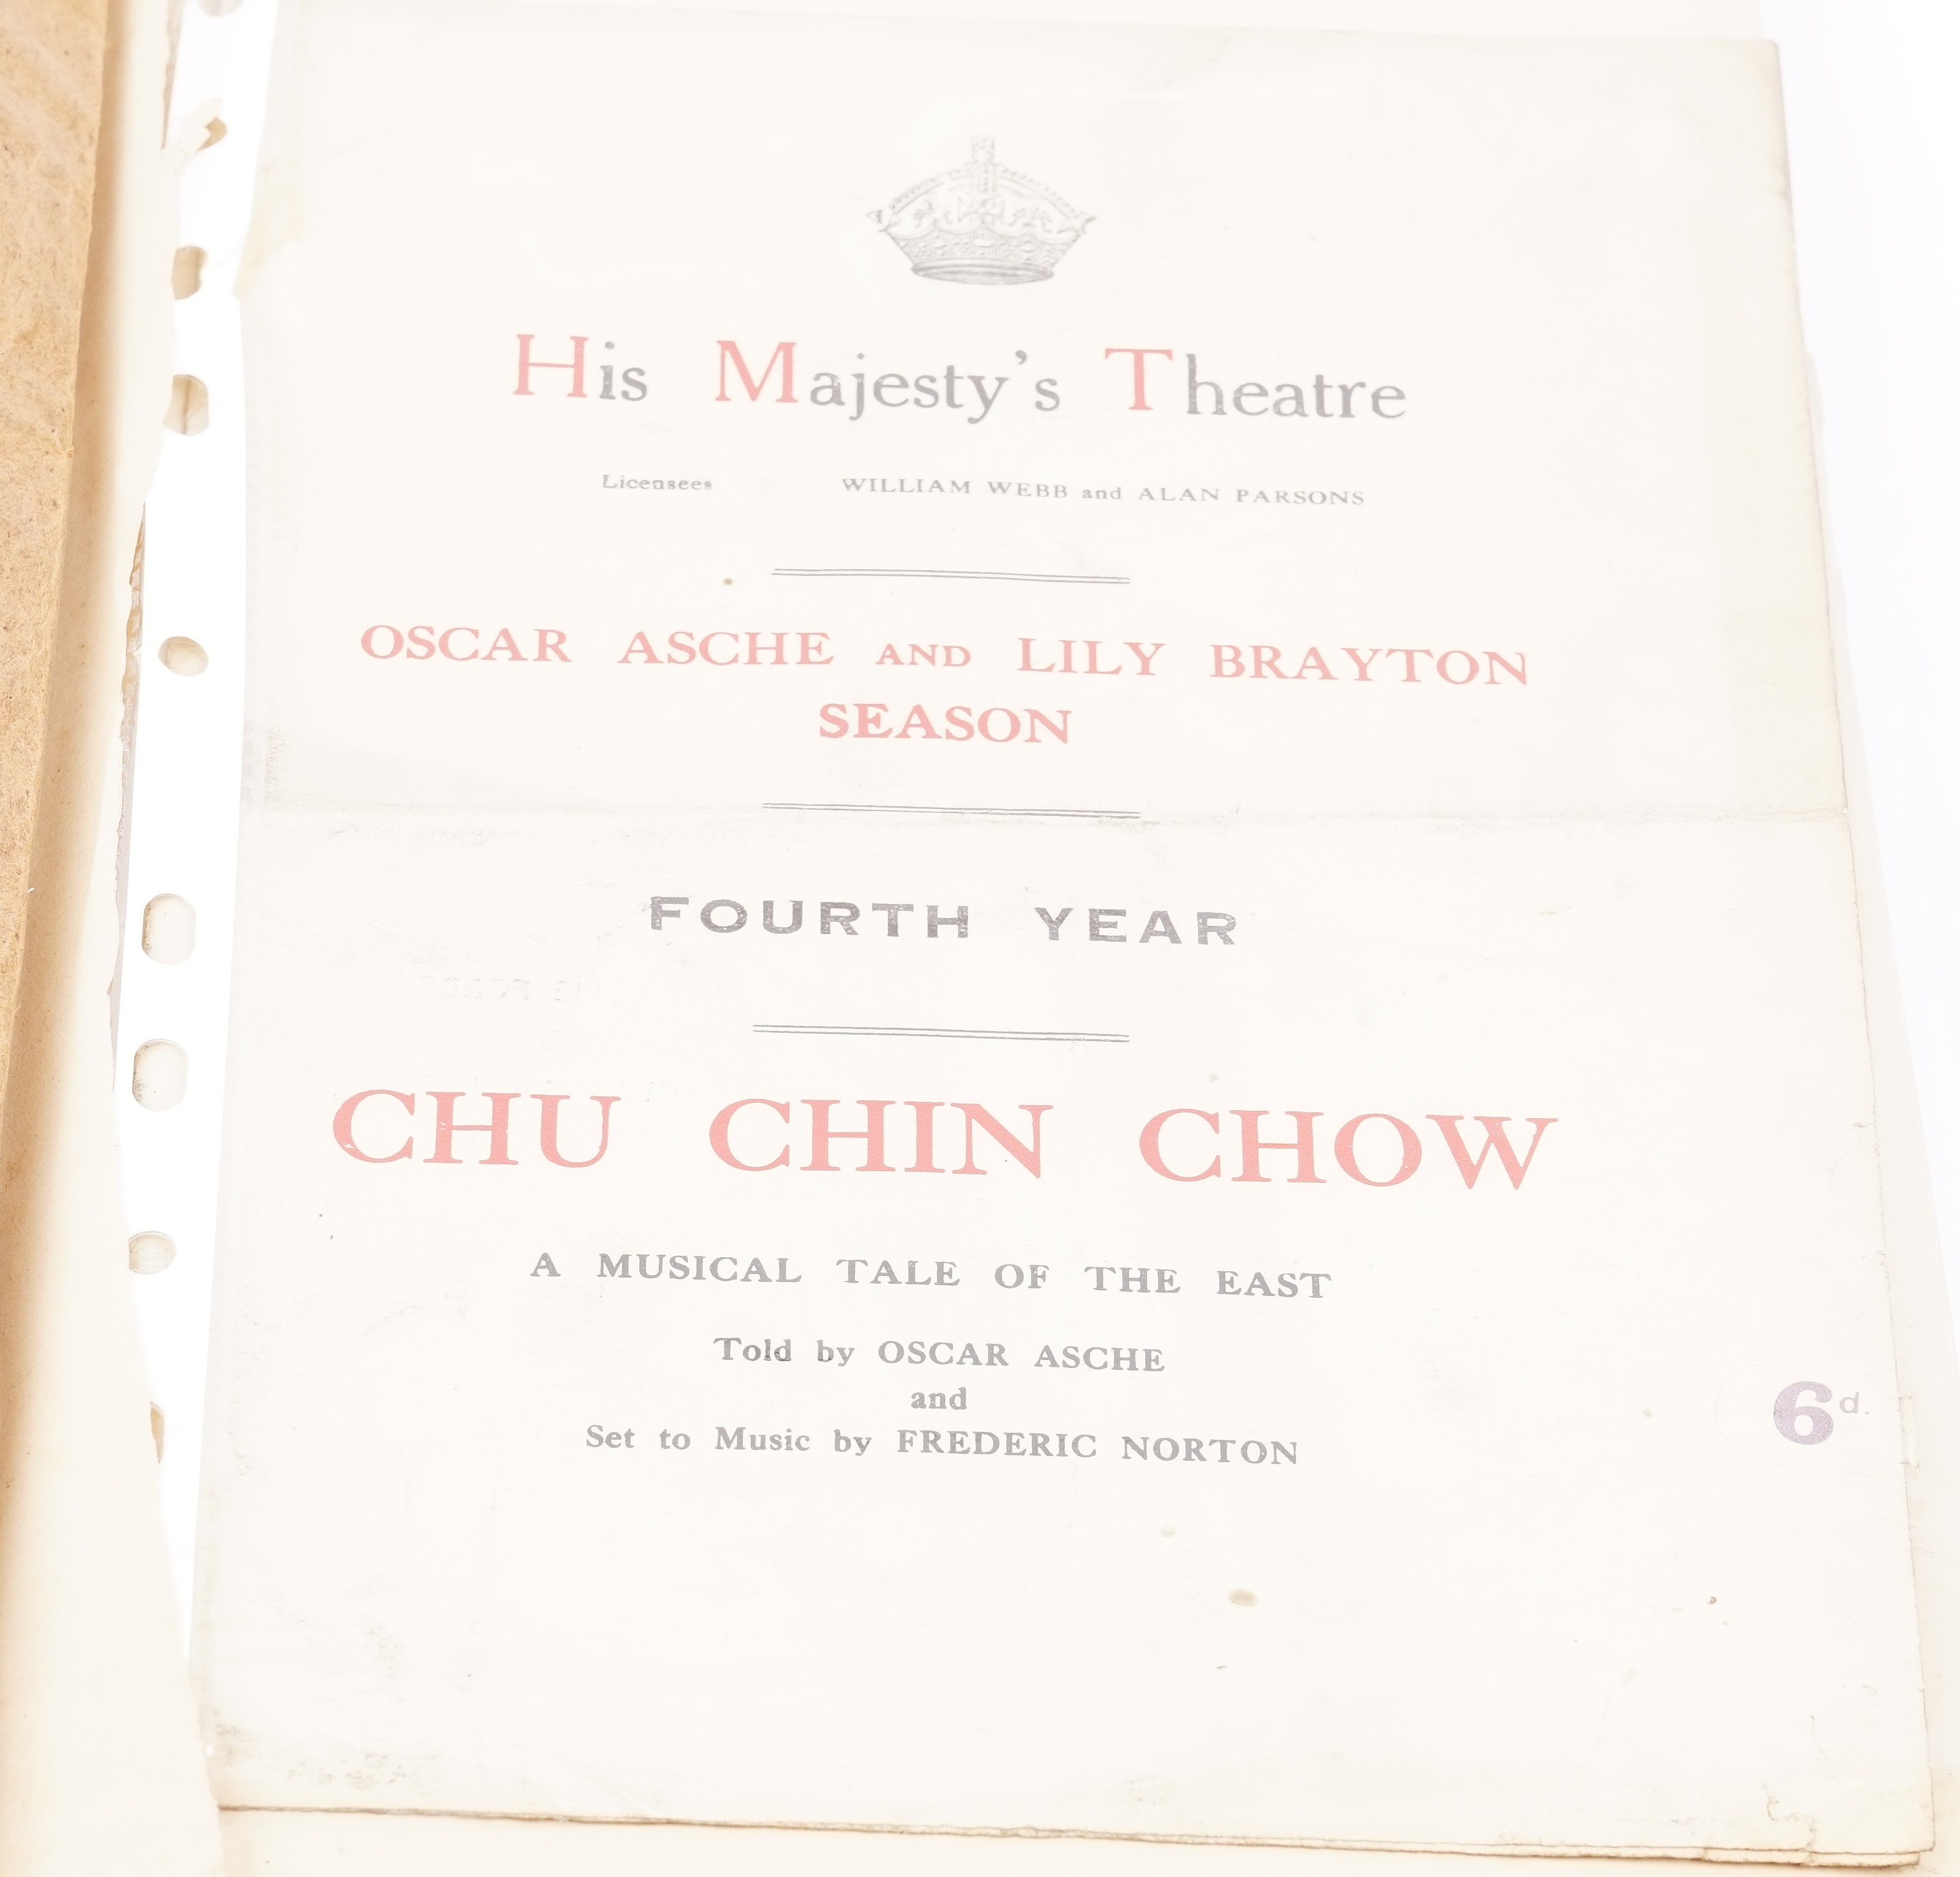 His Majesty's Theatre
Licensees WILLIAM WEBB and ALAN PARSONS
OSCAR ASCHE AND LILY BRAYTON
SEASON
FOURTH YEAR
CHU CHIN CHOW
A MUSICAL TALE OF THE EAST
Told by OSCAR ASCHE
and
Set to Music by FREDERIC NORTON
6d.